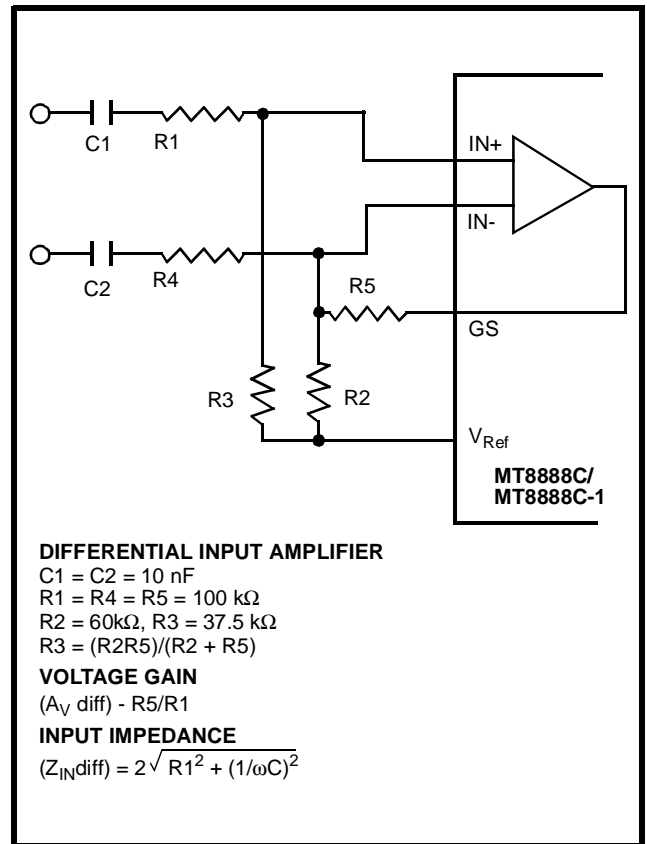 C1
R1
IN+
IN-
C2
R4
R5
GS
R3
R2
V_Ref
MT8888C/
MT8888C-1
DIFFERENTIAL INPUT AMPLIFIER
C1 = C2 = 10 nF
R1 = R4 = R5 = 100 kΩ
R2 = 60kΩ, R3 = 37.5 kΩ
R3 = (R2R5)/(R2 + R5)
VOLTAGE GAIN
(A_V diff) - R5/R1
INPUT IMPEDANCE
(Z_INdiff) = 2√R1² + (1/ωC)²